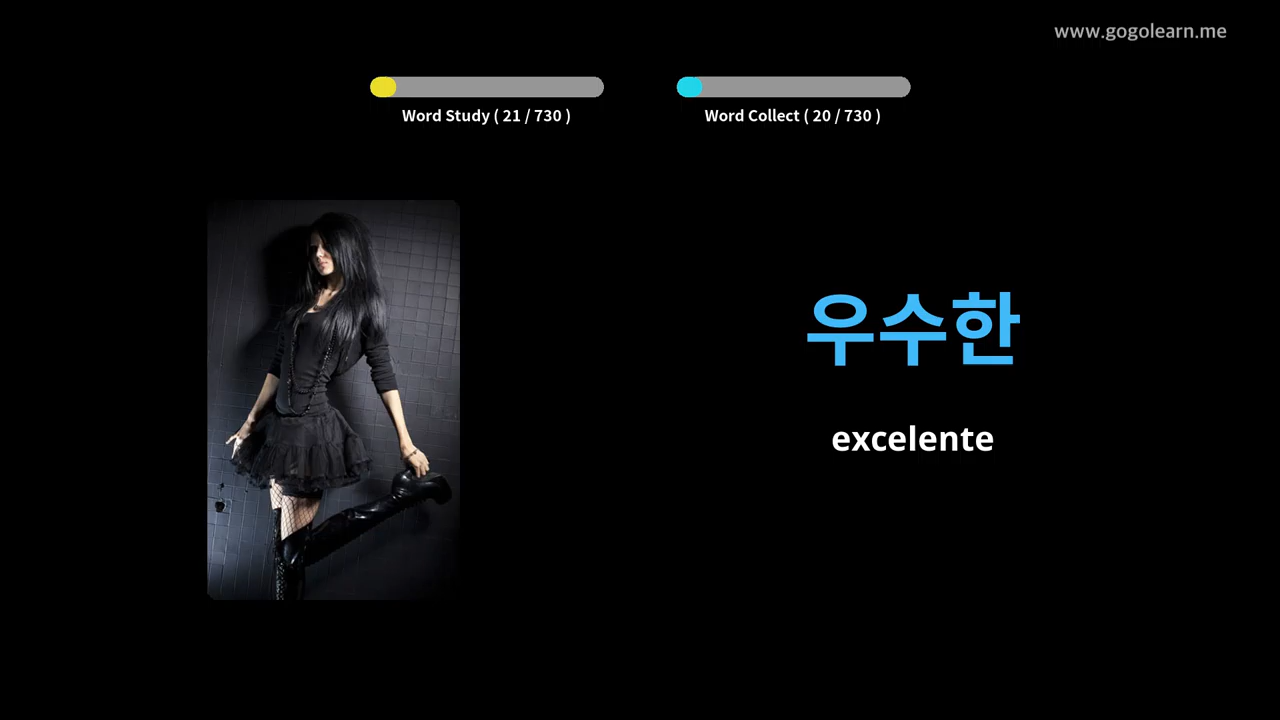 www.gogolearn.me
Word Study ( 21 / 730 )
Word Collect ( 20 / 730 )
우수한
excelente